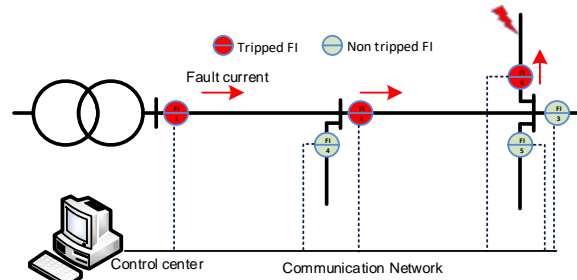 Tripped FI
Non tripped FI
Fault current
FI
6
FI
1
FI
2
FI
3
FI
4
FI
5
Control center
Communication Network